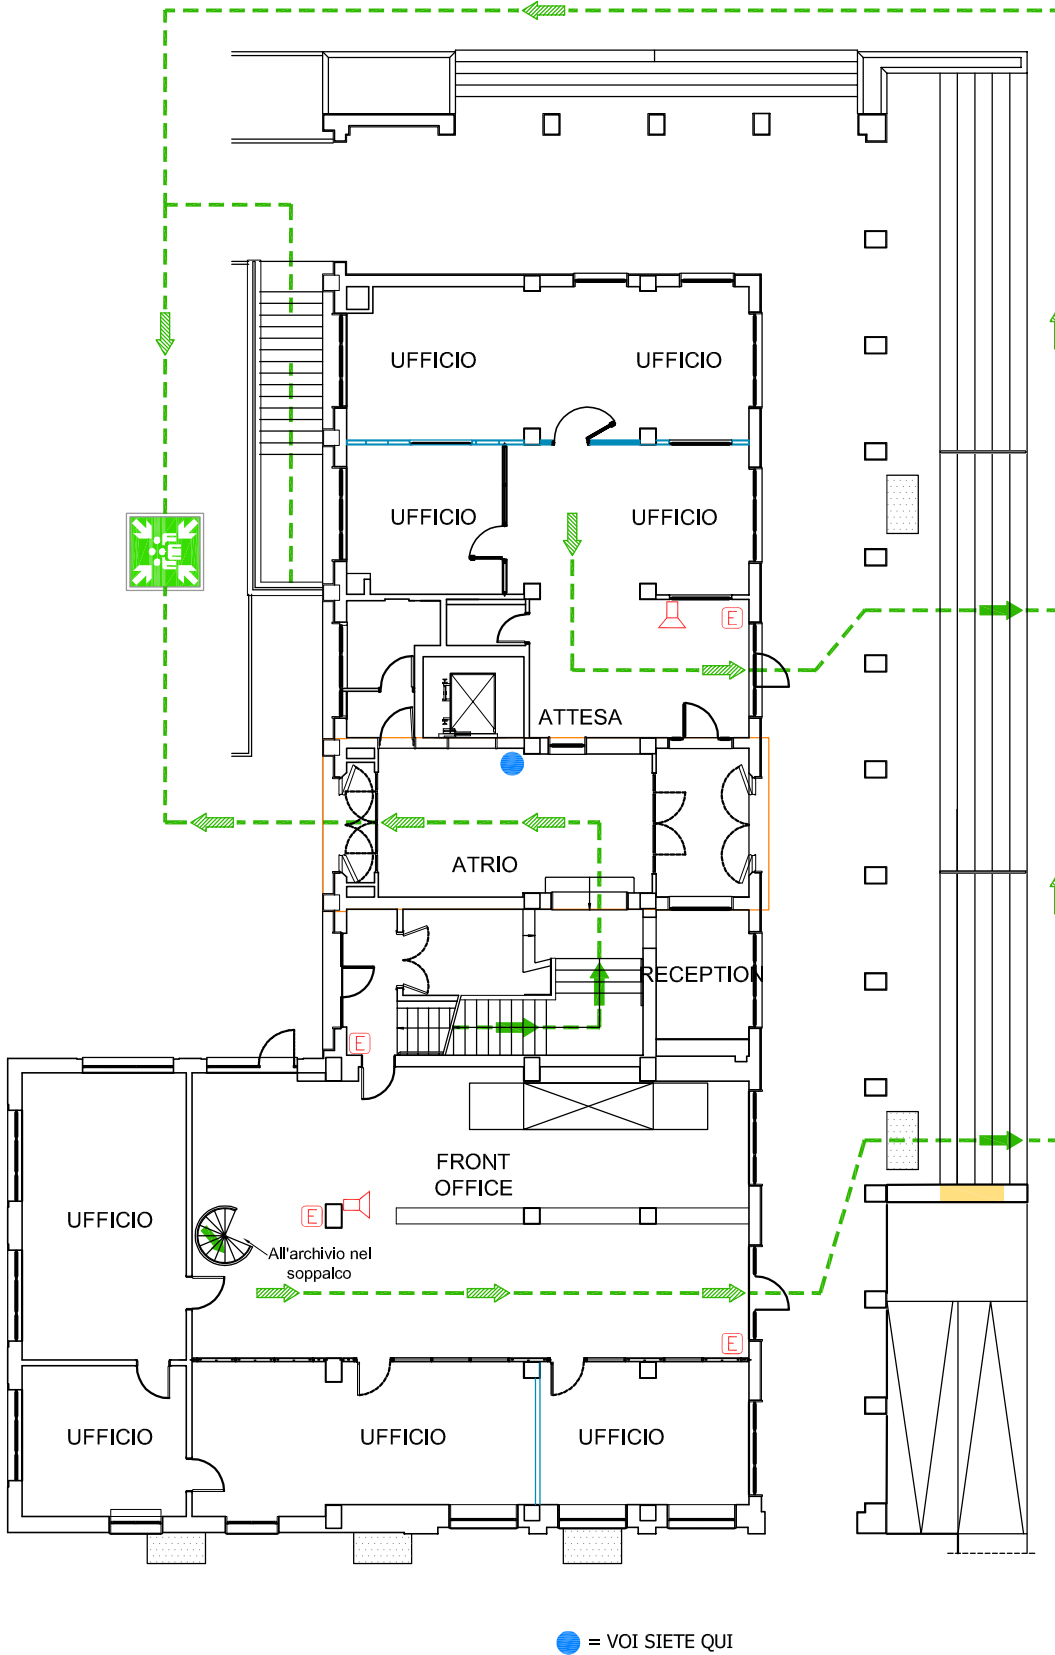 UFFICIO
UFFICIO
UFFICIO
UFFICIO
E
ATTESA
ATRIO
RECEPTION
E
FRONT
OFFICE
UFFICIO
E
All'archivio nel
soppalco
E
UFFICIO
UFFICIO
UFFICIO
= VOI SIETE QUI